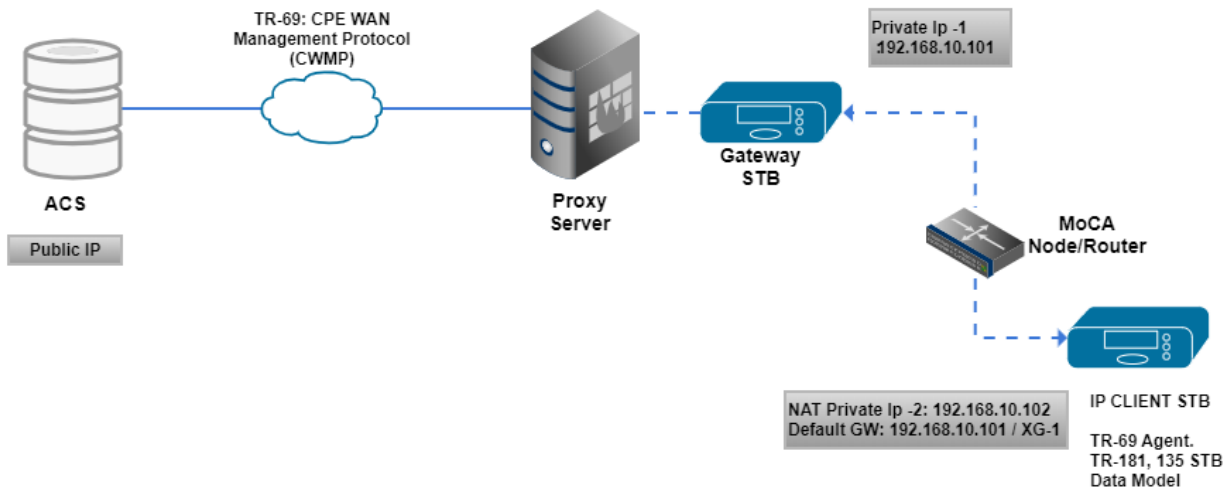 TR-69: CPE WAN
Management Protocol
(CWMP)
Private Ip -1
:192.168.10.101
Gateway
STB
ACS
Proxy
Server
Public IP
MoCA
Node/Router
NAT Private Ip -2: 192.168.10.102
Default GW: 192.168.10.101 / XG-1
IP CLIENT STB
TR-69 Agent.
TR-181, 135 STB
Data Model